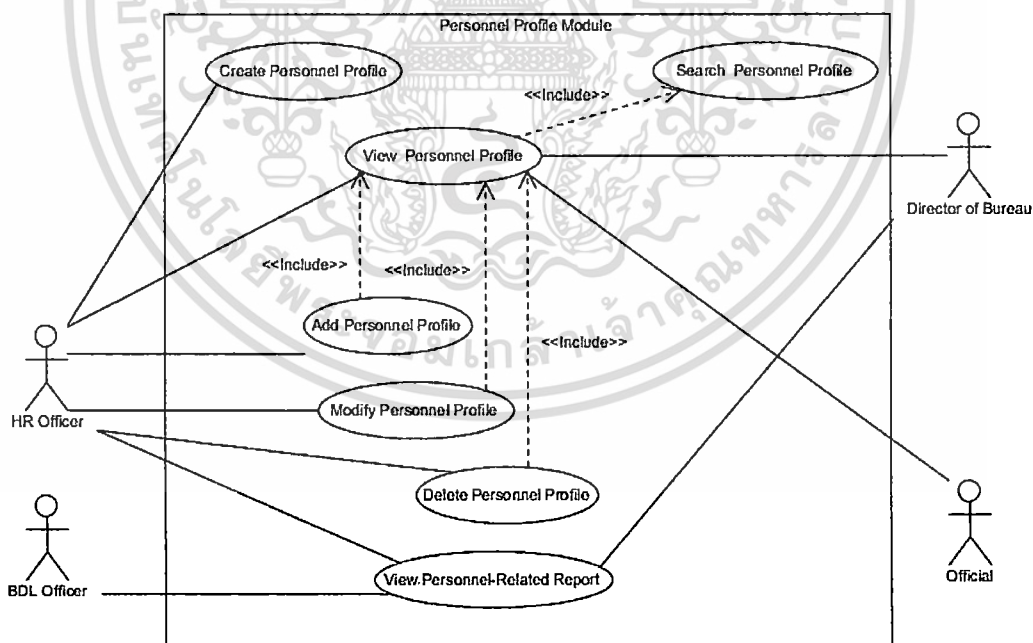 Personnel Profile Module
Create Personnel Profile
Search Personnel Profile
<<Include>>
View Personnel Profile
Director of Bureau
<<Include>>
<<Include>>
Add Personnel Profile
<<Include>>
Modify Personnel Profile
HR Officer
Delete Personnel Profile
View Personnel-Related Report
BDL Officer
Official